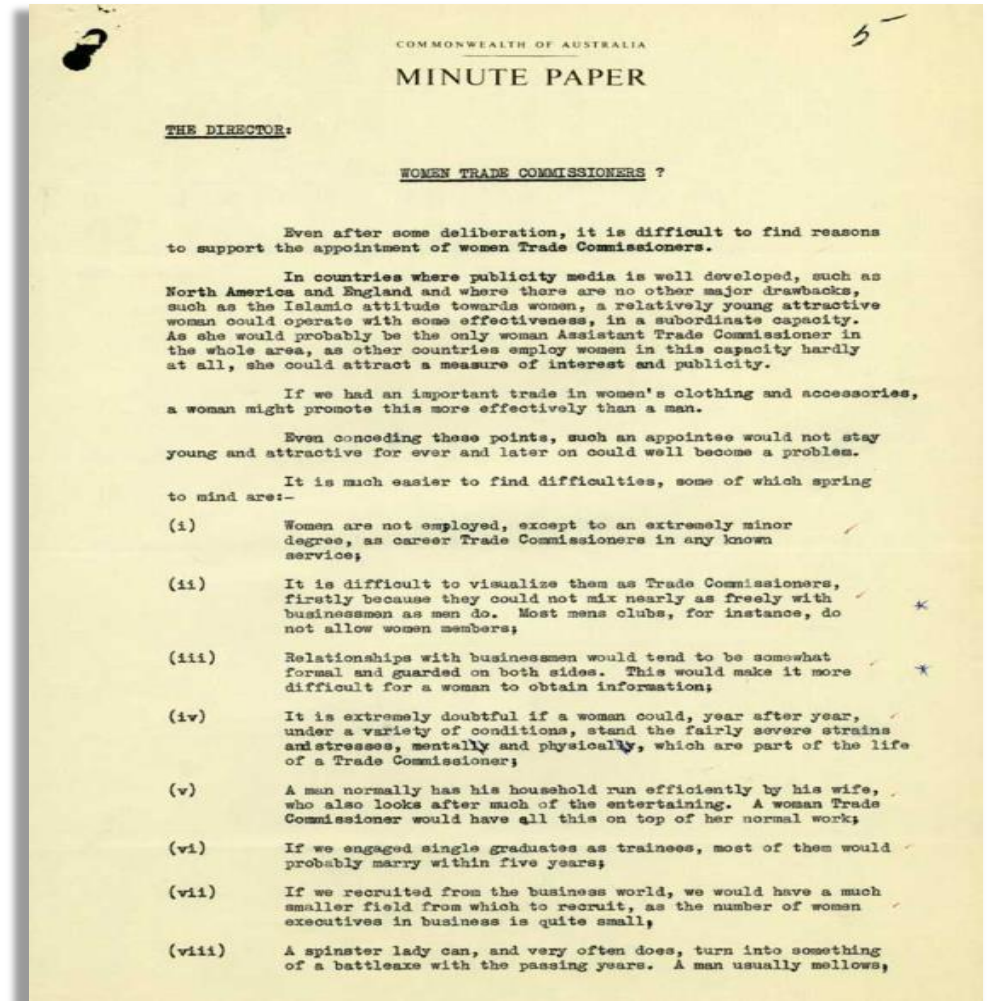 5
COMMONWEALTH OF AUSTRALIA
MINUTE PAPER
THE DIRECTOR:
WOMEN TRADE COMMISSIONERS ?
Even after some deliberation, it is difficult to find reasons
to support the appointment of women Trade Commissioners.
In countries where publicity media is well developed, such as
North America and England and where there are no other major drawbacks,
such as the Islamic attitude towards women, a relatively young attractive
woman could operate with some effectiveness, in a subordinate capacity.
As she would probably be the only woman Assistant Trade Commissioner in
the whole area, as other countries employ women in this capacity hardly
at all, she could attract a measure of interest and publicity.
If we had an important trade in women's clothing and accessories,
a woman might promote this more effectively than a man.
Even conceding these points, such an appointee would not stay
young and attractive for ever and later on could well become a problem.
It is much easier to find difficulties, some of which spring
to mind are:-
(i) Women are not employed, except to an extremely minor
degree, as career Trade Commissioners in any known
service;
(ii) It is difficult to visualize them as Trade Commissioners,
firstly because they could not mix nearly as freely with
businessmen as men do. Most mens clubs, for instance, do
not allow women members;
(iii) Relationships with businessmen would tend to be somewhat
formal and guarded on both sides. This would make it more
difficult for a woman to obtain information;
(iv) It is extremely doubtful if a woman could, year after year,
under a variety of conditions, stand the fairly severe strains
andstresses, mentally and physically, which are part of the life
of a Trade Commissioner;
(v) A man normally has his household run efficiently by his wife,
who also looks after much of the entertaining. A woman Trade
Commissioner would have all this on top of her normal work;
(vi) If we engaged single graduates as trainees, most of them would
probably marry within five years;
(vii) If we recruited from the business world, we would have a much
smaller field from which to recruit, as the number of women
executives in business is quite small,
(viii) A spinster lady can, and very often does, turn into something
of a battleaxe with the passing years. A man usually mellows,